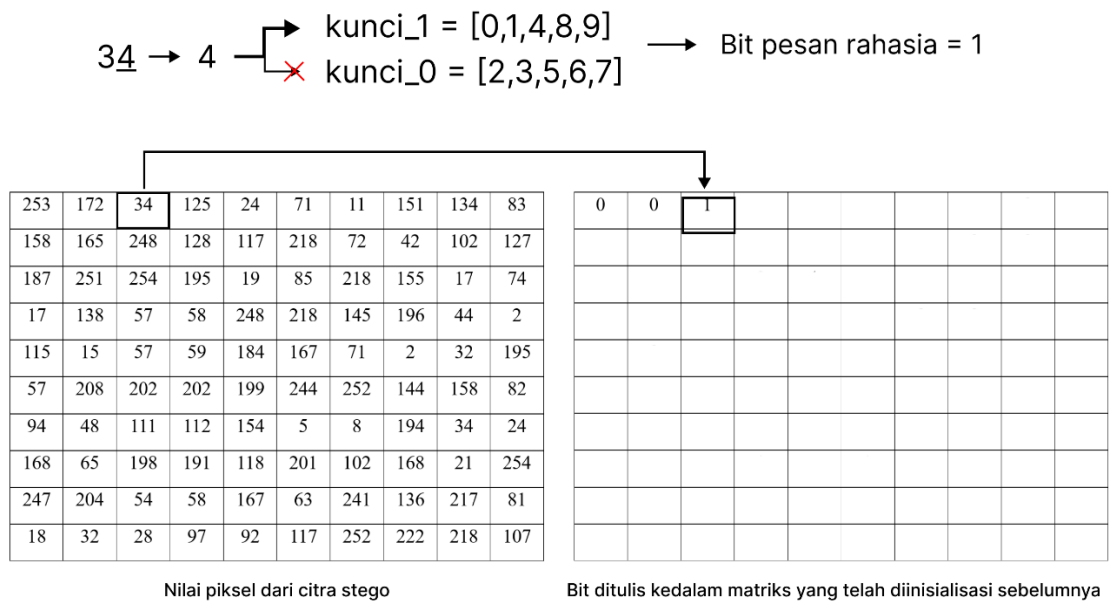 34 → 4
kunci_1 = [0,1,4,8,9]
kunci_0 = [2,3,5,6,7]
Bit pesan rahasia = 1
253 172 34 125 24 71 11 151 134 83
158 165 248 128 117 218 72 42 102 127
187 251 254 195 19 85 218 155 17 74
17 138 57 58 248 218 145 196 44 2
115 15 57 59 184 167 71 2 32 195
57 208 202 202 199 244 252 144 158 82
94 48 111 112 154 5 8 194 34 24
168 65 198 191 118 201 102 168 21 254
247 204 54 58 167 63 241 136 217 81
18 32 28 97 92 117 252 222 218 107
Nilai piksel dari citra stego
0 0 1
Bit ditulis kedalam matriks yang telah diinisialisasi sebelumnya